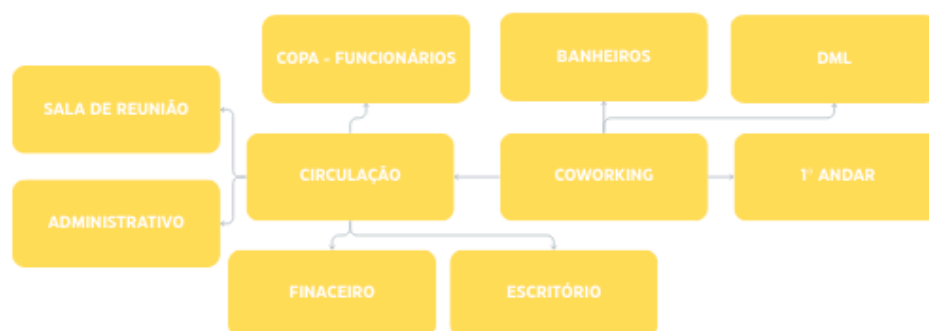 COPA - FUNCIONÁRIOS
BANHEIROS
DML
SALA DE REUNIÃO
CIRCULAÇÃO
COWORKING
1° ANDAR
ADMINISTRATIVO
FINACEIRO
ESCRITÓRIO